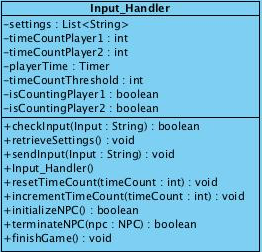 Input_Handler
-settings : List<String>
-timeCountPlayer1 : int
-timeCountPlayer2 : int
-playerTime : Timer
-timeCountThreshold : int
-isCountingPlayer1 : boolean
-isCountingPlayer2 : boolean
+checkInput(Input : String) : boolean
+retrieveSettings() : void
+sendInput(Input : String) : void
+Input_Handler()
+resetTimeCount(timeCount : int) : void
+incrementTimeCount(timeCount : int) : void
+initializeNPC() : boolean
+terminateNPC(npc : NPC) : boolean
+finishGame() : void